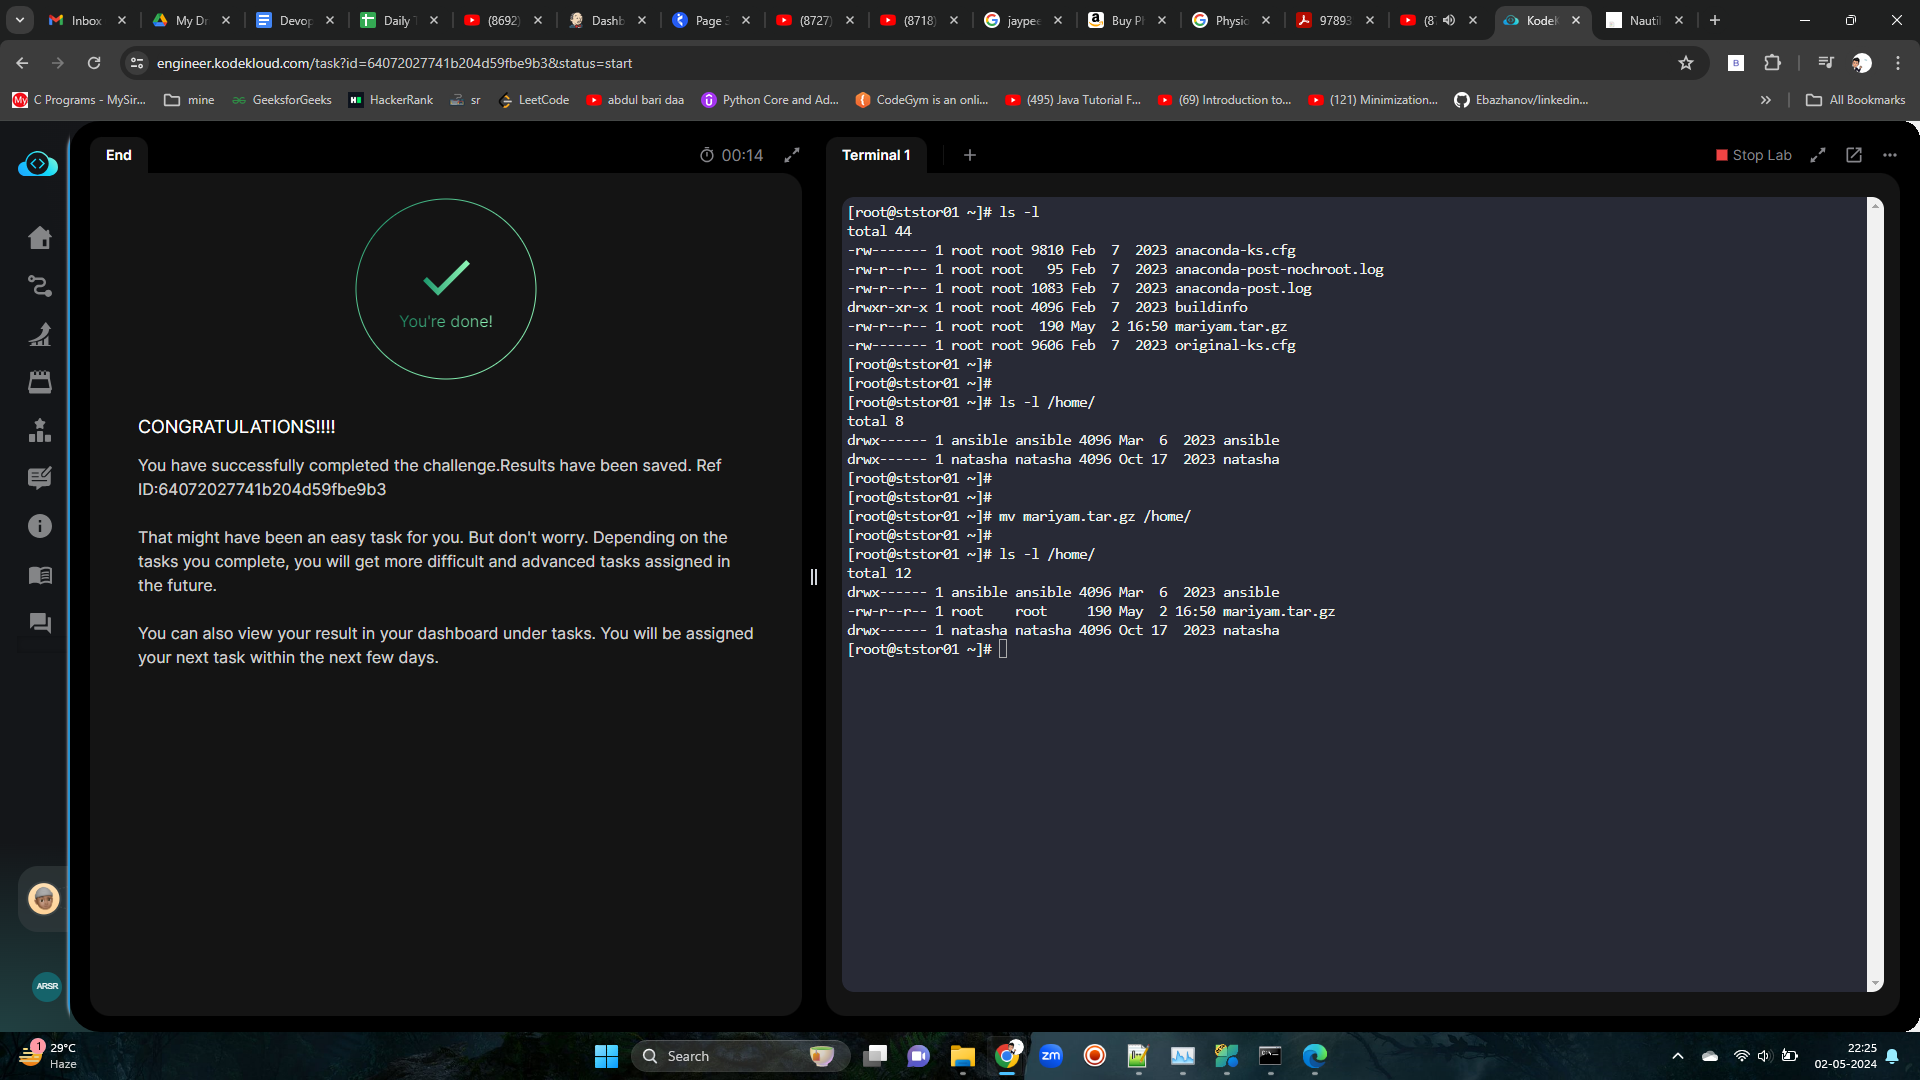 Inbox
My Dr
Devop
Daily T
(8692)
Dashb
Page 3
(8727)
(8718)
jaypee
Buy Ph
Physic
97893
(87
KodeK
Nautil
engineer.kodekloud.com/task?id=64072027741b204d59fbe9b3&status=start
C Programs - MySir...
mine
GeeksforGeeks
HackerRank
sr
LeetCode
abdul bari daa
Python Core and Ad...
CodeGym is an onli...
(495) Java Tutorial F...
(69) Introduction to...
(121) Minimization...
Ebazhanov/linkedin...
All Bookmarks
End
00:14
You're done!
CONGRATULATIONS!!!!
You have successfully completed the challenge.Results have been saved. Ref
ID:64072027741b204d59fbe9b3
That might have been an easy task for you. But don't worry. Depending on the
tasks you complete, you will get more difficult and advanced tasks assigned in
the future.
You can also view your result in your dashboard under tasks. You will be assigned
your next task within the next few days.
ARSR
Terminal 1
Stop Lab
[root@ststor01 ~]# ls -l
total 44
-rw------- 1 root root 9810 Feb  7  2023 anaconda-ks.cfg
-rw-r--r-- 1 root root   95 Feb  7  2023 anaconda-post-nochroot.log
-rw-r--r-- 1 root root 1083 Feb  7  2023 anaconda-post.log
drwxr-xr-x 1 root root 4096 Feb  7  2023 buildinfo
-rw-r--r-- 1 root root  190 May  2 16:50 mariyam.tar.gz
-rw------- 1 root root 9606 Feb  7  2023 original-ks.cfg
[root@ststor01 ~]#
[root@ststor01 ~]#
[root@ststor01 ~]# ls -l /home/
total 8
drwx------ 1 ansible ansible 4096 Mar  6  2023 ansible
drwx------ 1 natasha natasha 4096 Oct 17  2023 natasha
[root@ststor01 ~]#
[root@ststor01 ~]#
[root@ststor01 ~]# mv mariyam.tar.gz /home/
[root@ststor01 ~]#
[root@ststor01 ~]# ls -l /home/
total 12
drwx------ 1 ansible ansible 4096 Mar  6  2023 ansible
-rw-r--r-- 1 root    root     190 May  2 16:50 mariyam.tar.gz
drwx------ 1 natasha natasha 4096 Oct 17  2023 natasha
[root@ststor01 ~]#
1
29°C
Haze
Search
zm
22:25
02-05-2024